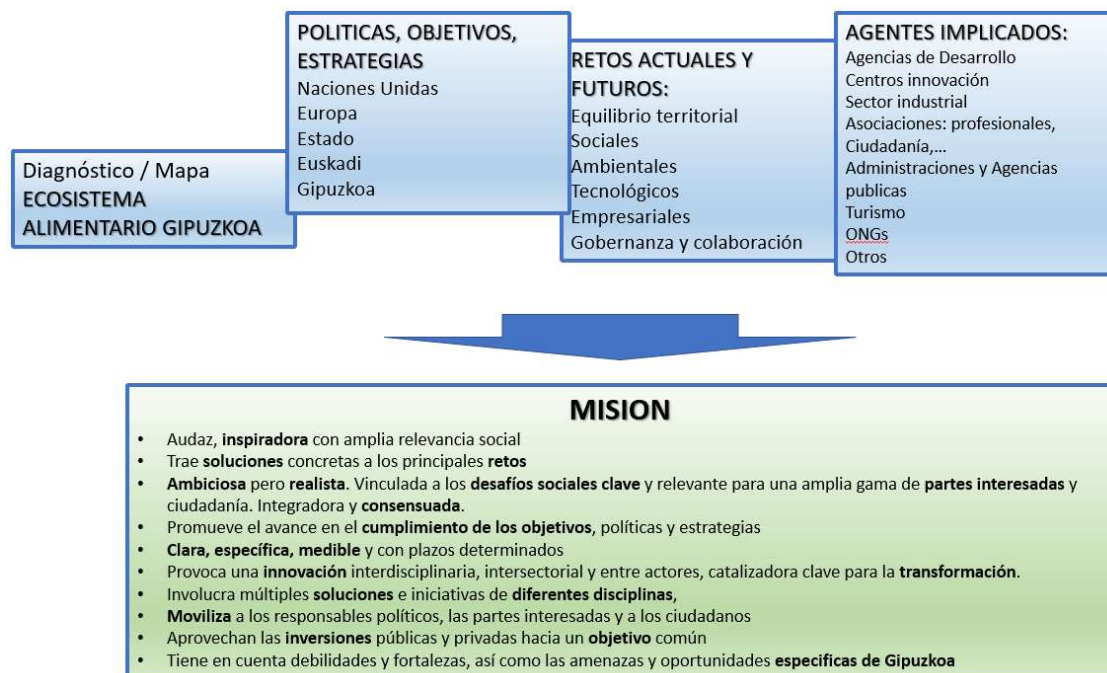 Diagnóstico / Mapa
ECOSISTEMA
ALIMENTARIO GIPUZKOA
POLITICAS, OBJETIVOS,
ESTRATEGIAS
Naciones Unidas
Europa
Estado
Euskadi
Gipuzkoa
RETOS ACTUALES Y
FUTUROS:
Equilibrio territorial
Sociales
Ambientales
Tecnológicos
Empresariales
Gobernanza y colaboración
AGENTES IMPLICADOS:
Agencias de Desarrollo
Centros innovación
Sector industrial
Asociaciones: profesionales,
Ciudadanía,...
Administraciones y Agencias
publicas
Turismo
ONGs
Otros
MISION
• Audaz, inspiradora con amplia relevancia social
• Trae soluciones concretas a los principales retos
• Ambiciosa pero realista. Vinculada a los desafíos sociales clave y relevante para una amplia gama de partes interesadas y
ciudadanía. Integradora y consensuada.
• Promueve el avance en el cumplimiento de los objetivos, políticas y estrategias
• Clara, específica, medible y con plazos determinados
• Provoca una innovación interdisciplinaria, intersectorial y entre actores, catalizadora clave para la transformación.
• Involucra múltiples soluciones e iniciativas de diferentes disciplinas,
• Moviliza a los responsables políticos, las partes interesadas y a los ciudadanos
• Aprovechan las inversiones públicas y privadas hacia un objetivo común
• Tiene en cuenta debilidades y fortalezas, así como las amenazas y oportunidades especificas de Gipuzkoa